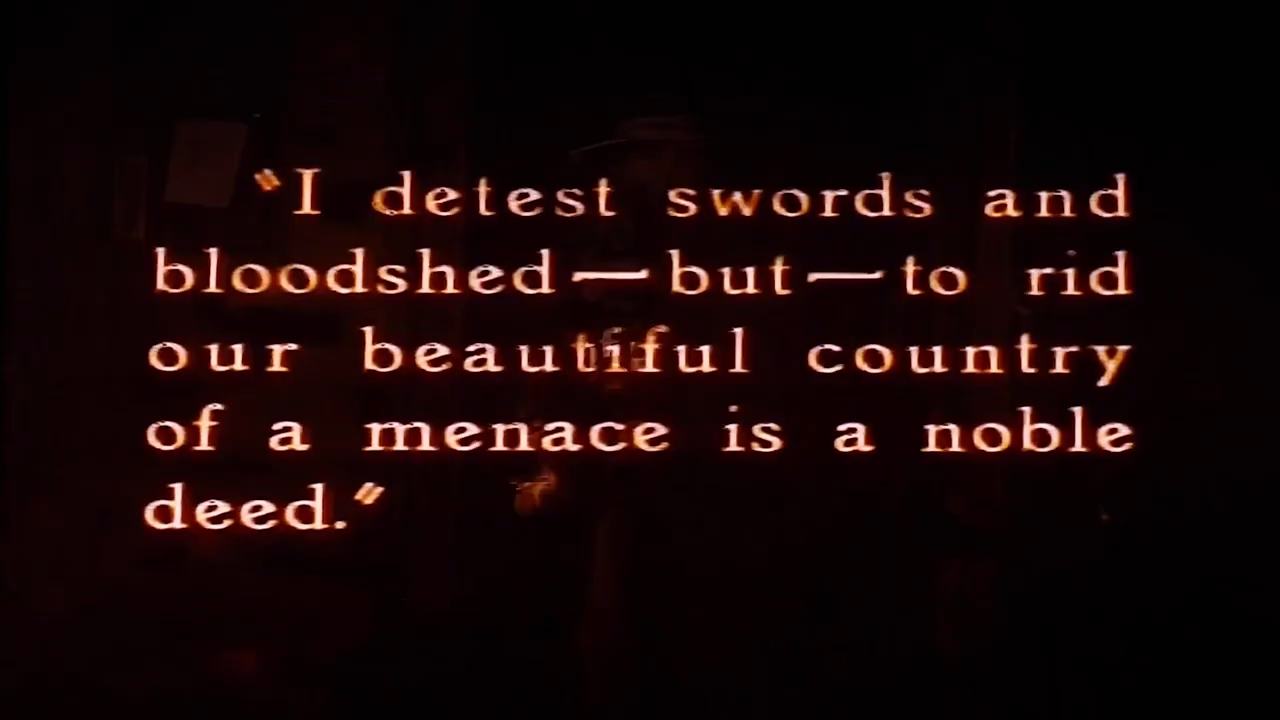 "I detest swords and
bloodshed—but—to rid
our beautiful country
of a menace is a noble
deed."